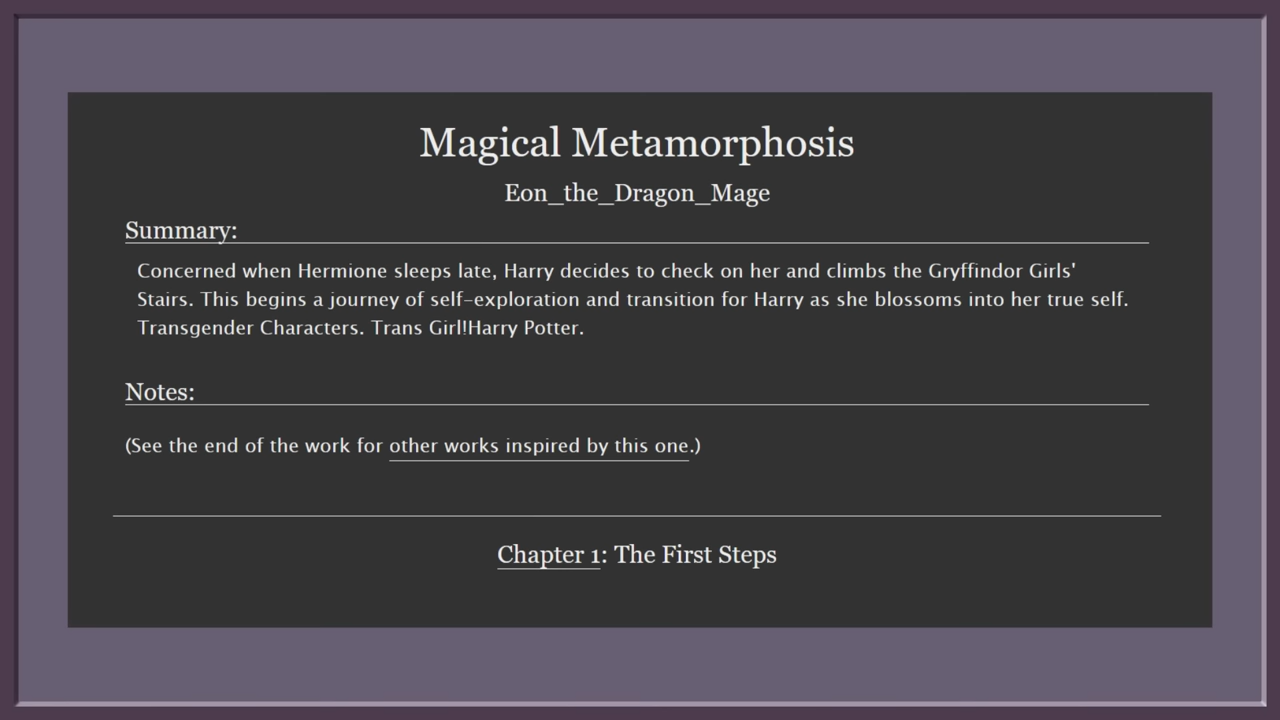 Magical Metamorphosis
Eon_the_Dragon_Mage
Summary:
Concerned when Hermione sleeps late, Harry decides to check on her and climbs the Gryffindor Girls'
Stairs. This begins a journey of self-exploration and transition for Harry as she blossoms into her true self.
Transgender Characters. Trans Girl!Harry Potter.
Notes:
(See the end of the work for other works inspired by this one.)
Chapter 1: The First Steps